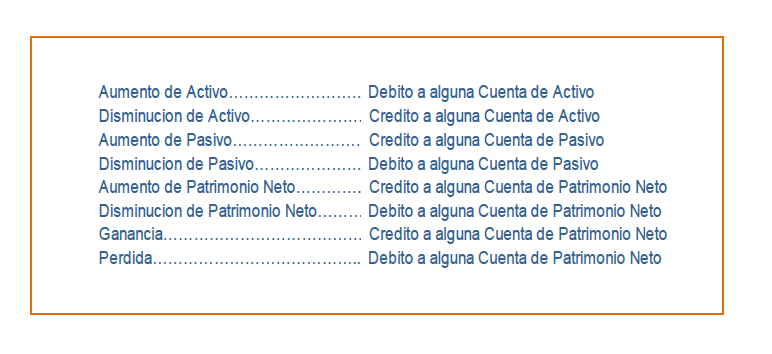 Aumento de Activo…………………….. Debito a alguna Cuenta de Activo
Disminucion de Activo…………………. Credito a alguna Cuenta de Activo
Aumento de Pasivo……………………. Credito a alguna Cuenta de Pasivo
Disminucion de Pasivo………………… Debito a alguna Cuenta de Pasivo
Aumento de Patrimonio Neto…………. Credito a alguna Cuenta de Patrimonio Neto
Disminucion de Patrimonio Neto……… Debito a alguna Cuenta de Patrimonio Neto
Ganancia…………………………………. Credito a alguna Cuenta de Patrimonio Neto
Perdida………………………………….. Debito a alguna Cuenta de Patrimonio Neto